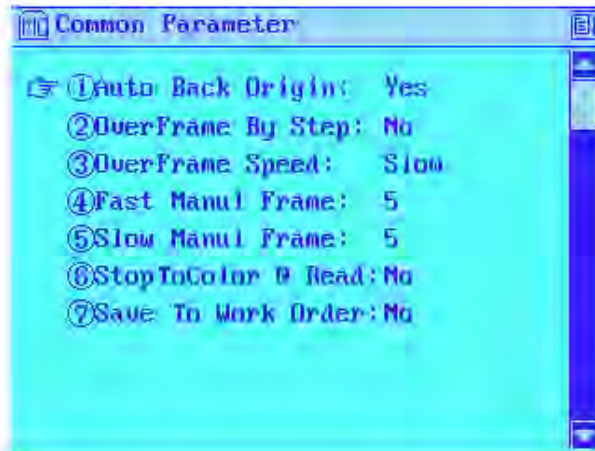 Common Parameter
①Auto Back Origin: Yes
②OverFrame By Step: No
③OverFrame Speed: Slow
④Fast Manul Frame: 5
⑤Slow Manul Frame: 5
⑥StopToColor 0 Read:No
⑦Save To Work Order:No